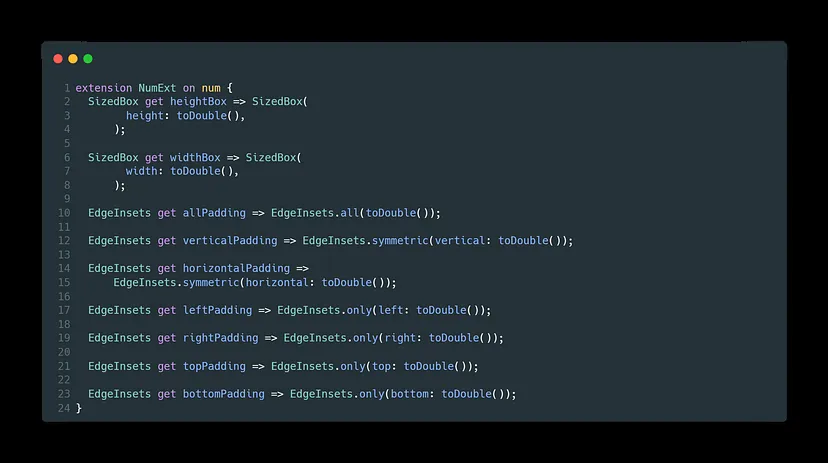 1 extension NumExt on num {
2   SizedBox get heightBox => SizedBox(
3         height: toDouble(),
4       );
5
6   SizedBox get widthBox => SizedBox(
7         width: toDouble(),
8       );
9
10   EdgeInsets get allPadding => EdgeInsets.all(toDouble());
11
12   EdgeInsets get verticalPadding => EdgeInsets.symmetric(vertical: toDouble());
13
14   EdgeInsets get horizontalPadding =>
15       EdgeInsets.symmetric(horizontal: toDouble());
16
17   EdgeInsets get leftPadding => EdgeInsets.only(left: toDouble());
18
19   EdgeInsets get rightPadding => EdgeInsets.only(right: toDouble());
20
21   EdgeInsets get topPadding => EdgeInsets.only(top: toDouble());
22
23   EdgeInsets get bottomPadding => EdgeInsets.only(bottom: toDouble());
24 }